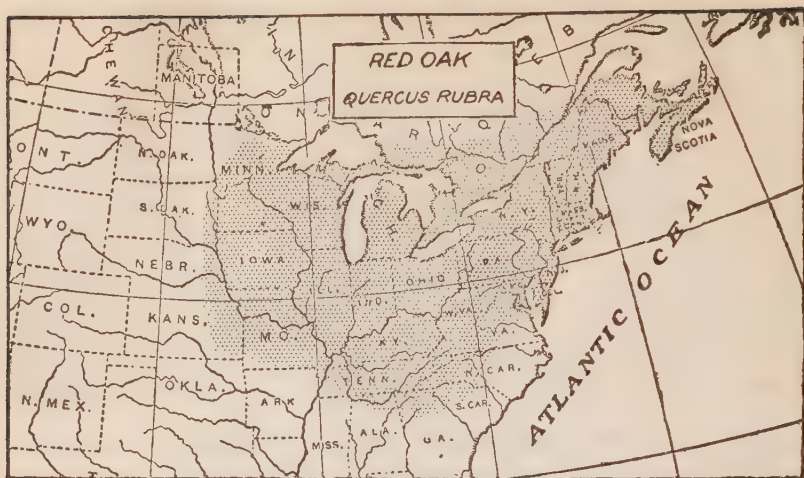 RED OAK
QUERCUS RUBRA
MANITOBA
NOVA
SCOTIA
ONT.
N. DAK.
MINN.
WYO.
S. DAK.
WIS.
N.Y.
NEBR.
IOWA
PA.
COL.
KANS.
MO.
IND.
OHIO
W.VA.
VA.
KY.
N. MEX.
OKLA.
ARK
TENN.
N. CAR.
S. CAR.
MISS.
ALA.
GA.
ATLANTIC OCEAN